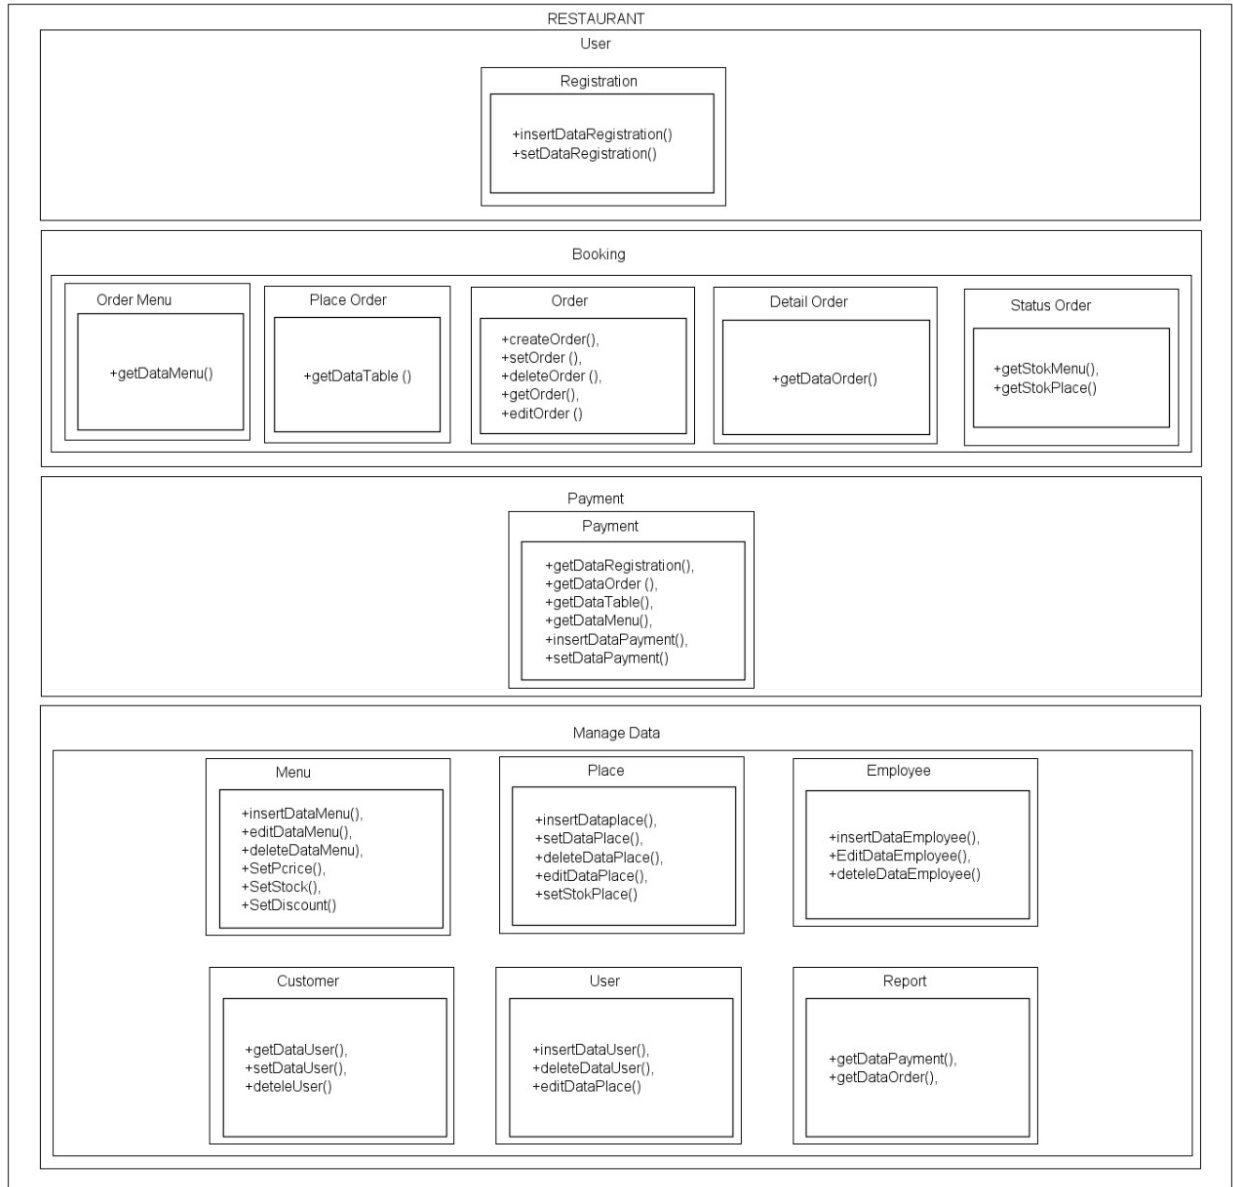 RESTAURANT
User
Registration
+insertDataRegistration()
+setDataRegistration()
Booking
Order Menu
+getDataMenu()
Place Order
+getDataTable ()
Order
+createOrder(),
+setOrder (),
+deleteOrder (),
+getOrder(),
+editOrder ()
Detail Order
+getDataOrder()
Status Order
+getStokMenu(),
+getStokPlace()
Payment
Payment
+getDataRegistration(),
+getDataOrder (),
+getDataTable(),
+getDataMenu(),
+insertDataPayment(),
+setDataPayment()
Manage Data
Menu
+insertDataMenu(),
+editDataMenu(),
+deleteDataMenu),
+SetPcrice(),
+SetStock(),
+SetDiscount()
Place
+insertDataplace(),
+setDataPlace(),
+deleteDataPlace(),
+editDataPlace(),
+setStokPlace()
Employee
+insertDataEmployee(),
+EditDataEmployee(),
+deteleDataEmployee()
Customer
+getDataUser(),
+setDataUser(),
+deteleUser()
User
+insertDataUser(),
+deleteDataUser(),
+editDataPlace()
Report
+getDataPayment(),
+getDataOrder(),